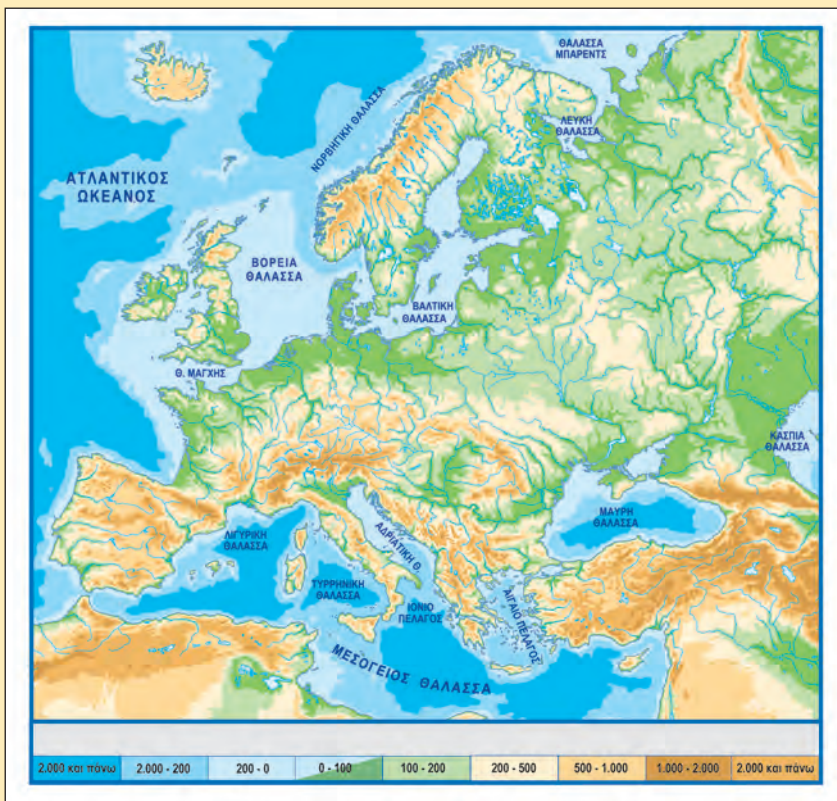 ΘΑΛΑΣΣΑ
ΜΠΑΡΕΝΤΣ
ΝΟΡΒΗΓΙΚΗ ΘΑΛΑΣΣΑ
ΛΕΥΚΗ
ΘΑΛΑΣΣΑ
ΑΤΛΑΝΤΙΚΟΣ
ΩΚΕΑΝΟΣ
ΒΟΡΕΙΑ
ΘΑΛΑΣΣΑ
ΒΑΛΤΙΚΗ
ΘΑΛΑΣΣΑ
Θ. ΜΑΓΧΗΣ
ΚΑΣΠΙΑ
ΘΑΛΑΣΣΑ
ΜΑΥΡΗ
ΘΑΛΑΣΣΑ
ΛΙΓΥΡΙΚΗ
ΘΑΛΑΣΣΑ
ΑΔΡΙΑΤΙΚΗ Θ.
ΤΥΡΡΗΝΙΚΗ
ΘΑΛΑΣΣΑ
ΙΟΝΙΟ
ΠΕΛΑΓΟΣ
ΑΙΓΑΙΟ ΠΕΛΑΓΟΣ
ΜΕΣΟΓΕΙΟΣ ΘΑΛΑΣΣΑ
2.000 και πάνω 2.000 - 200 200 - 0 0 - 100 100 - 200 200 - 500 500 - 1.000 1.000 - 2.000 2.000 και πάνω